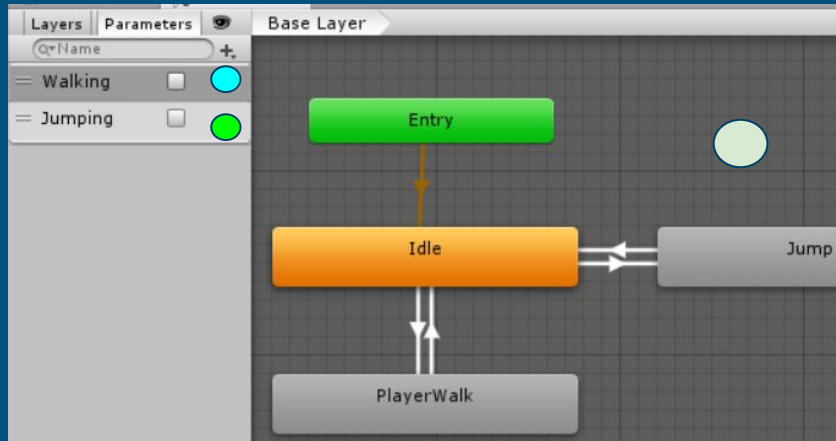 Layers Parameters Base Layer
Name
Walking
Jumping
Entry
Idle
Jump
PlayerWalk